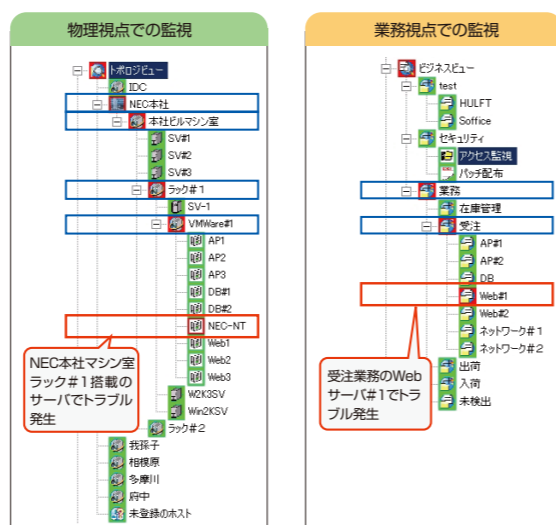 物理視点での監視
トポロジビュー
IDC
NEC本社
本社ビルマシン室
SV#1
SV#2
SV#3
ラック#1
SV-1
VMWare#1
AP1
AP2
AP3
DB#1
DB#2
NEC-NT
Web1
Web2
Web3
W2K3SV
Win2KSV
ラック#2
我孫子
相模原
多摩川
府中
未登録のホスト
NEC本社マシン室
ラック#1搭載の
サーバでトラブル
発生
業務視点での監視
ビジネスビュー
test
HULFT
Soffice
セキュリティ
アクセス監視
パッチ配布
業務
在庫管理
受注
AP#1
AP#2
DB
Web#1
Web#2
ネットワーク#1
ネットワーク#2
出荷
入荷
未検出
受注業務のWeb
サーバ#1でトラ
ブル発生